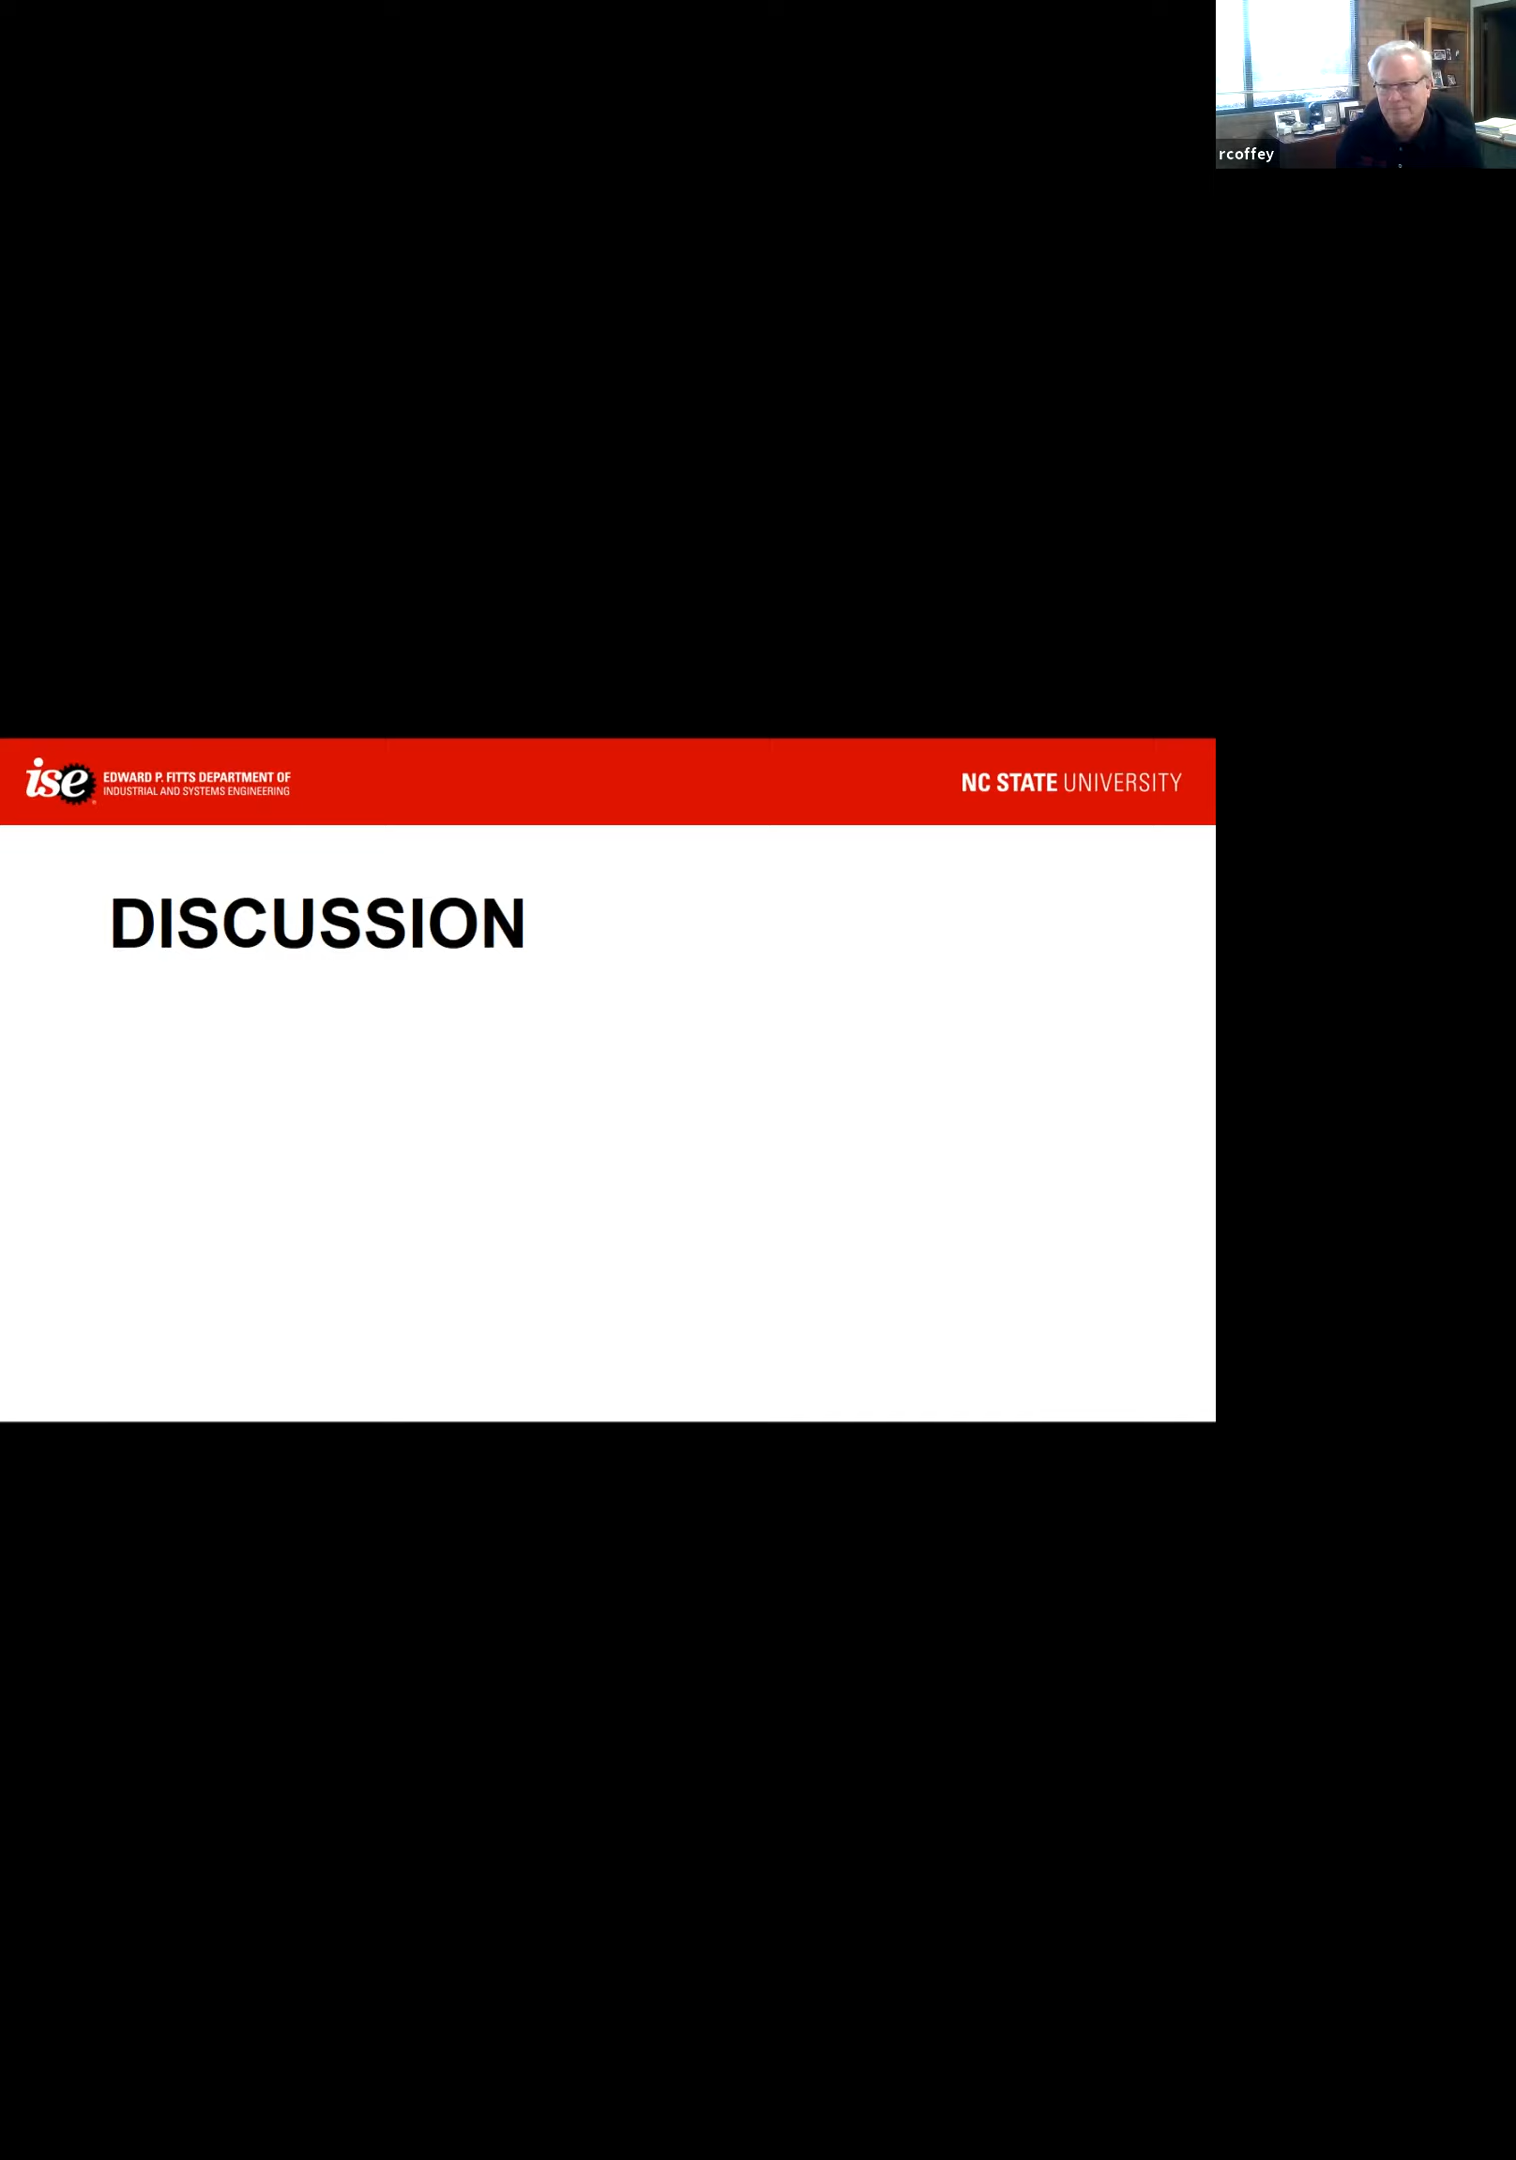 rcoffey
ise EDWARD P. FITTS DEPARTMENT OF
INDUSTRIAL AND SYSTEMS ENGINEERING
NC STATE UNIVERSITY
DISCUSSION